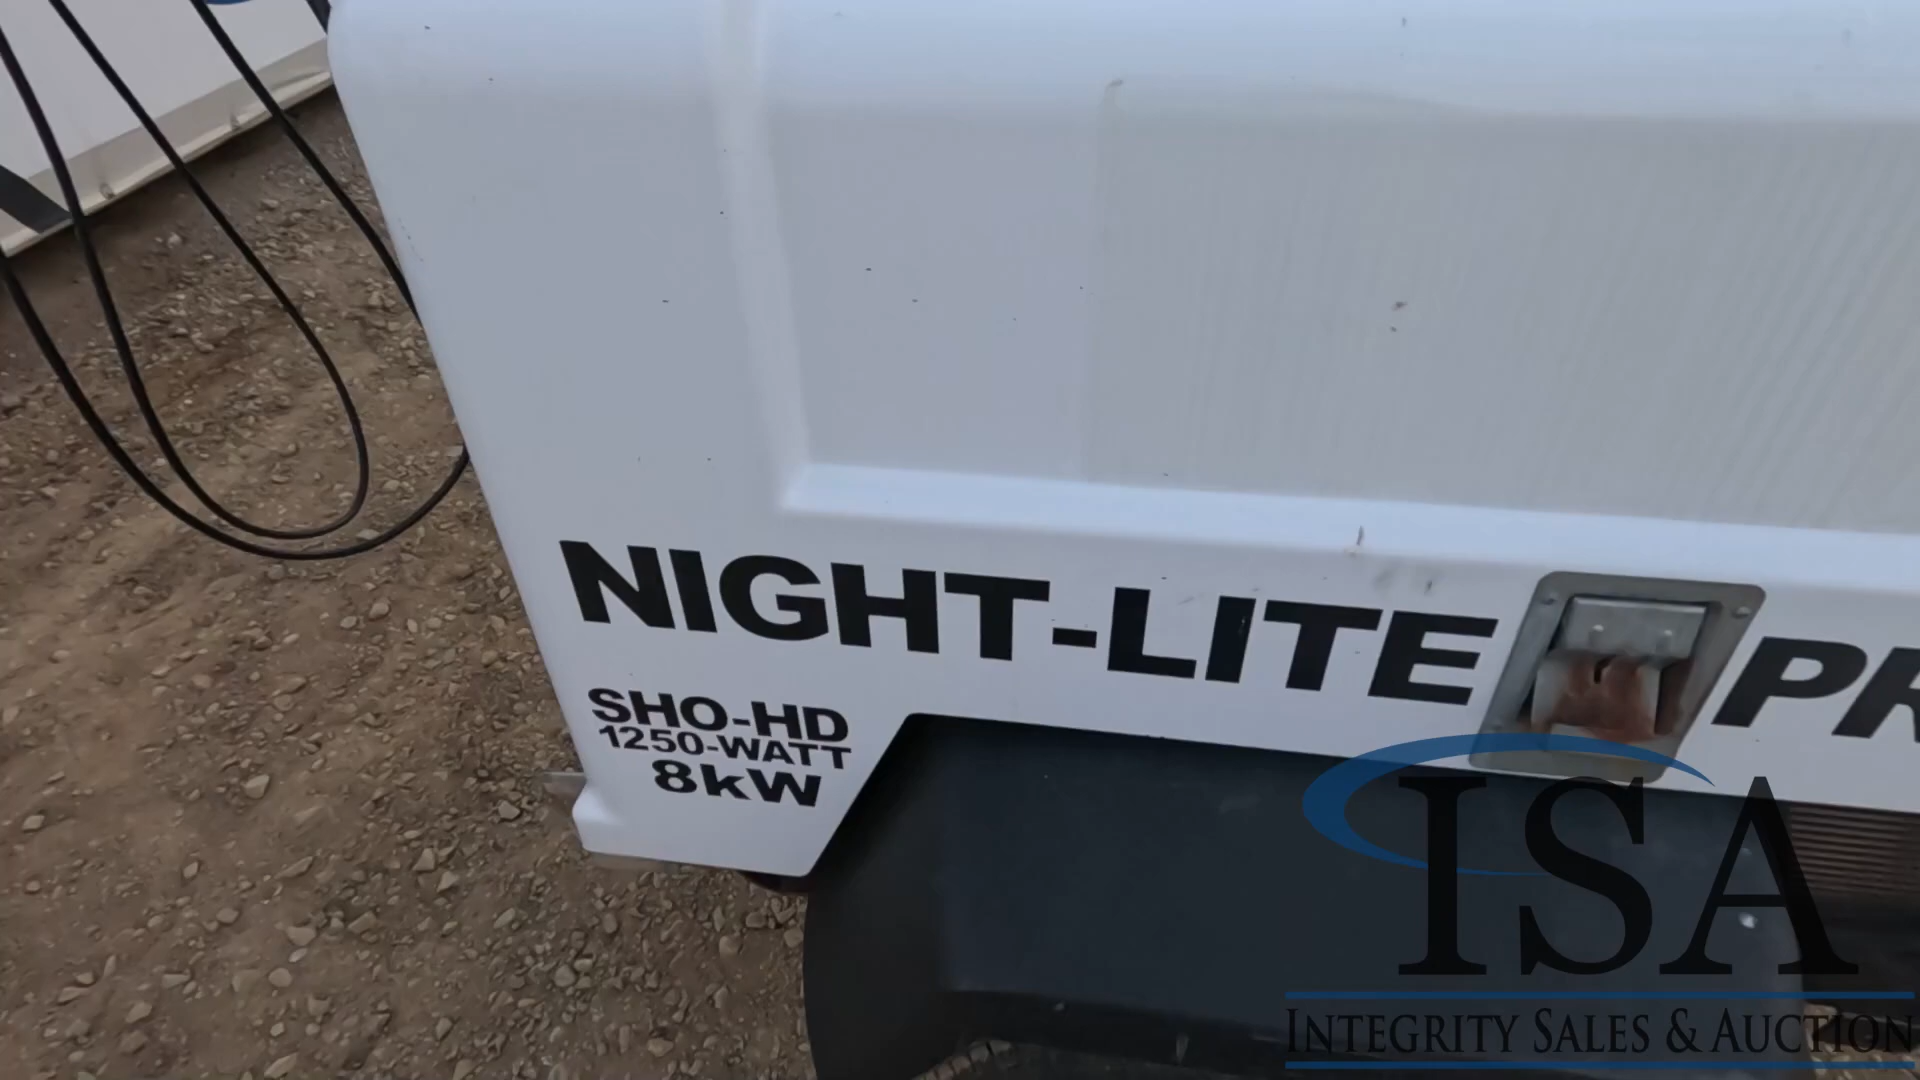 NIGHT-LITE PR
SHO-HD
1250-WATT
8kW
ISA
INTEGRITY SALES & AUCTION